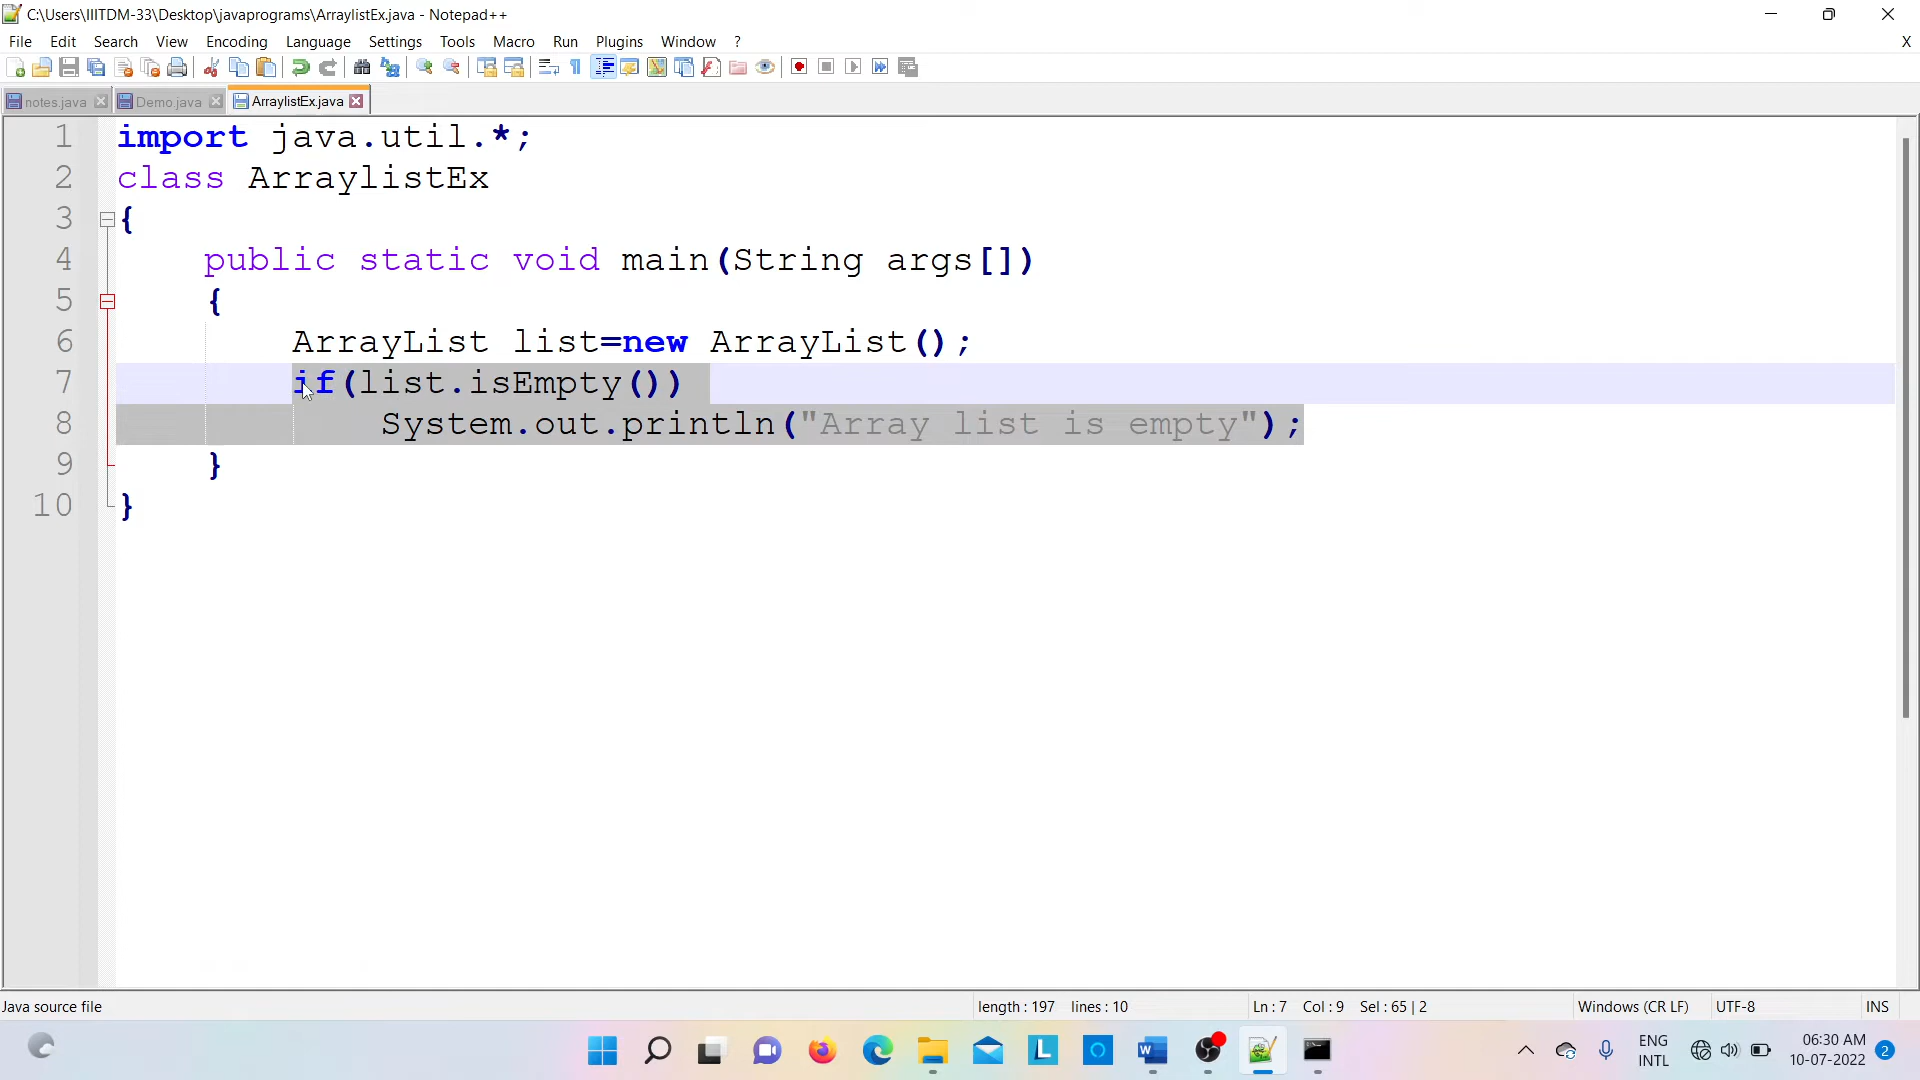 C:\Users\IIITDM-33\Desktop\javaprograms\ArraylistEx.java - Notepad++
File Edit Search View Encoding Language Settings Tools Macro Run Plugins Window ? X
notes.java Demo.java ArraylistEx.java
1 import java.util.*;
2 class ArraylistEx
3 {
4 public static void main(String args[])
5 {
6 ArrayList list=new ArrayList();
7 if(list.isEmpty())
8 System.out.println("Array list is empty");
9 }
10 }
Java source file length : 197 lines : 10 Ln : 7 Col : 9 Sel : 65 | 2 Windows (CR LF) UTF-8 INS
ENG 06:30 AM
INTL 10-07-2022 2